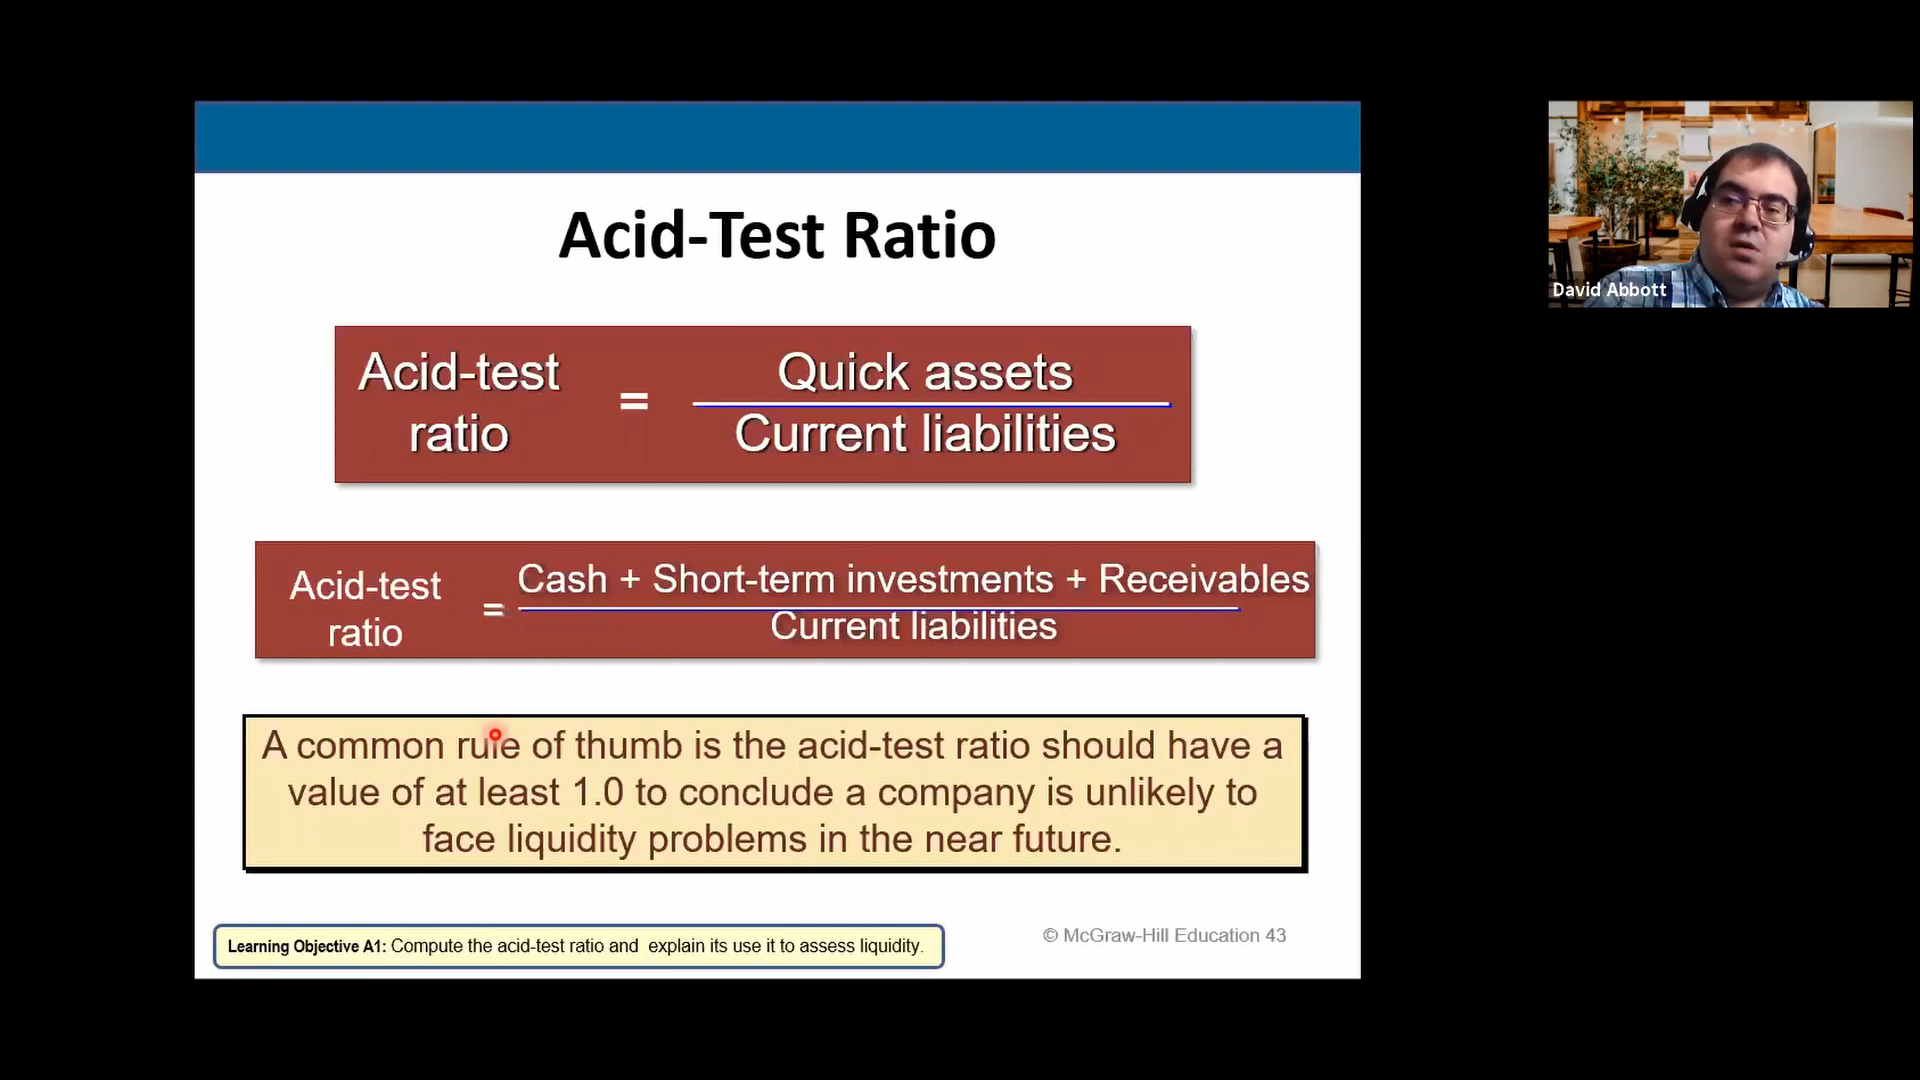 Acid-Test Ratio
Acid-test
ratio
=
Quick assets
Current liabilities
Acid-test
ratio
=
Cash + Short-term investments + Receivables
Current liabilities
A common rule of thumb is the acid-test ratio should have a
value of at least 1.0 to conclude a company is unlikely to
face liquidity problems in the near future.
Learning Objective A1: Compute the acid-test ratio and explain its use it to assess liquidity.
© McGraw-Hill Education 43
David Abbott